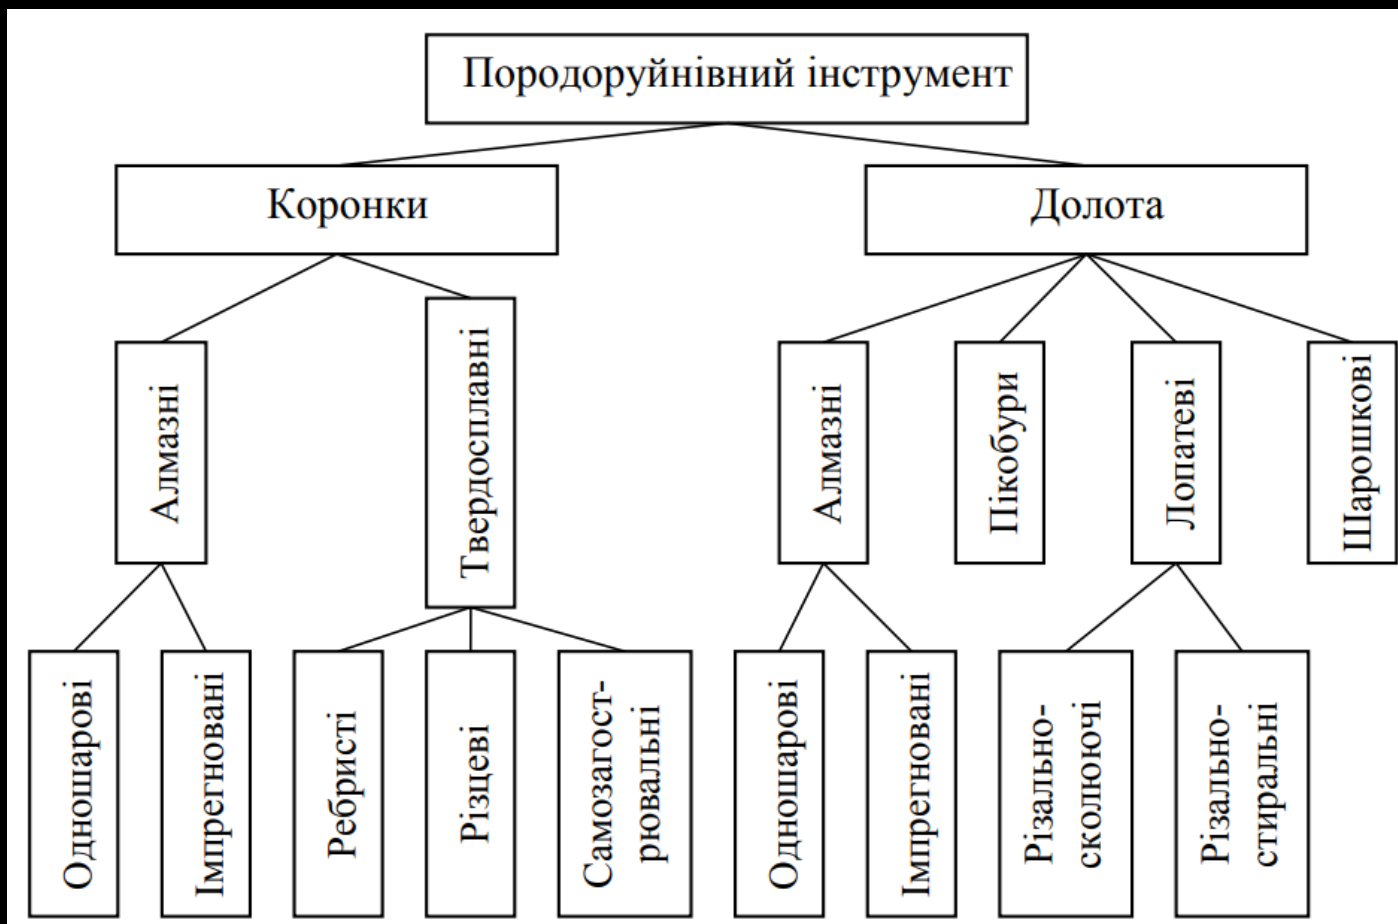 Породоруйнівний інструмент
Коронки
Долота
Алмазні
Твердосплавні
Алмазні
Пікобури
Лопатеві
Шарошкові
Одношарові
Імпрегновані
Ребристі
Різцеві
Самозагост-
рювальні
Одношарові
Імпрегновані
Різально-
сколюючі
Різально-
стиральні